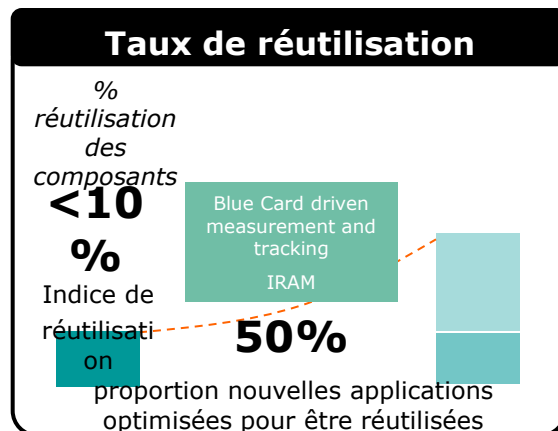 Taux de réutilisation
%
réutilisation
des
composants
<10
%
Indice de
réutilisati
on
Blue Card driven
measurement and
tracking
IRAM
50%
proportion nouvelles applications
optimisées pour être réutilisées